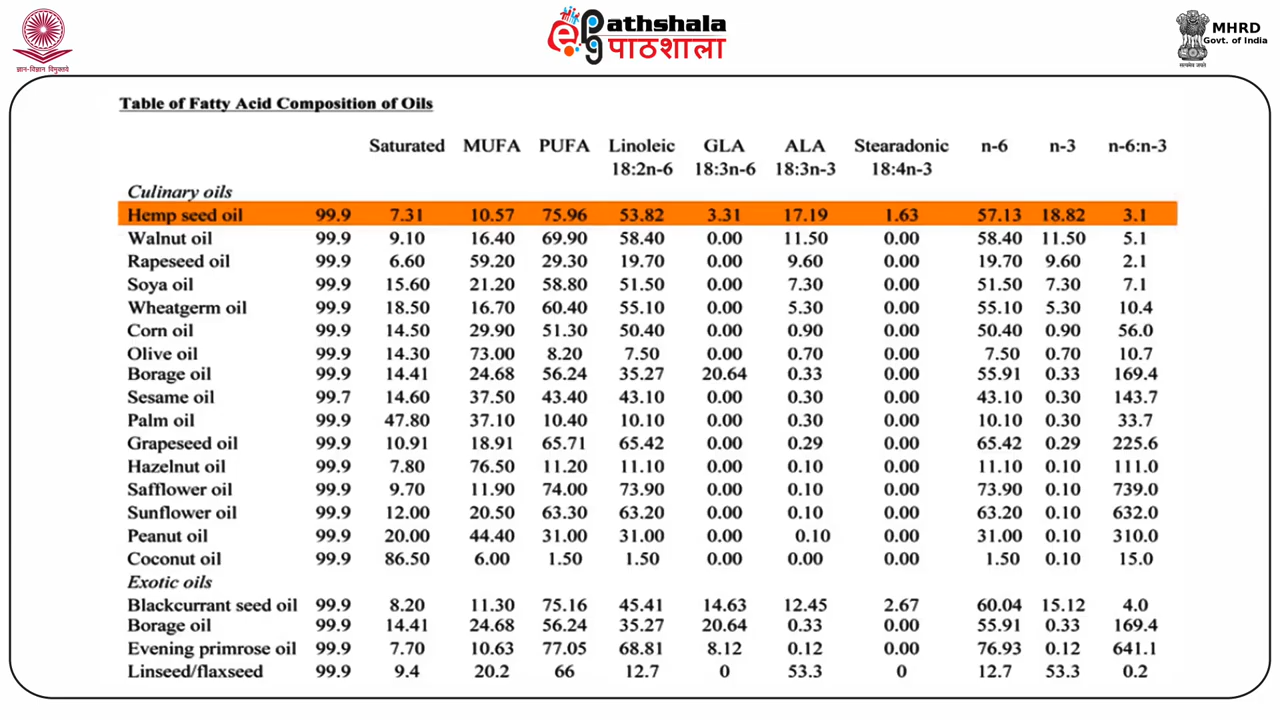 ज्ञान-विज्ञान विमुक्तये
ePathshala
पाठशाला
MHRD
Govt. of India
सत्यमेव जयते
Table of Fatty Acid Composition of Oils
Saturated MUFA PUFA Linoleic GLA ALA Stearadonic n-6 n-3 n-6:n-3
18:2n-6 18:3n-6 18:3n-3 18:4n-3
Culinary oils
Hemp seed oil 99.9 7.31 10.57 75.96 53.82 3.31 17.19 1.63 57.13 18.82 3.1
Walnut oil 99.9 9.10 16.40 69.90 58.40 0.00 11.50 0.00 58.40 11.50 5.1
Rapeseed oil 99.9 6.60 59.20 29.30 19.70 0.00 9.60 0.00 19.70 9.60 2.1
Soya oil 99.9 15.60 21.20 58.80 51.50 0.00 7.30 0.00 51.50 7.30 7.1
Wheatgerm oil 99.9 18.50 16.70 60.40 55.10 0.00 5.30 0.00 55.10 5.30 10.4
Corn oil 99.9 14.50 29.90 51.30 50.40 0.00 0.90 0.00 50.40 0.90 56.0
Olive oil 99.9 14.30 73.00 8.20 7.50 0.00 0.70 0.00 7.50 0.70 10.7
Borage oil 99.9 14.41 24.68 56.24 35.27 20.64 0.33 0.00 55.91 0.33 169.4
Sesame oil 99.7 14.60 37.50 43.40 43.10 0.00 0.30 0.00 43.10 0.30 143.7
Palm oil 99.9 47.80 37.10 10.40 10.10 0.00 0.30 0.00 10.10 0.30 33.7
Grapeseed oil 99.9 10.91 18.91 65.71 65.42 0.00 0.29 0.00 65.42 0.29 225.6
Hazelnut oil 99.9 7.80 76.50 11.20 11.10 0.00 0.10 0.00 11.10 0.10 111.0
Safflower oil 99.9 9.70 11.90 74.00 73.90 0.00 0.10 0.00 73.90 0.10 739.0
Sunflower oil 99.9 12.00 20.50 63.30 63.20 0.00 0.10 0.00 63.20 0.10 632.0
Peanut oil 99.9 20.00 44.40 31.00 31.00 0.00 0.10 0.00 31.00 0.10 310.0
Coconut oil 99.9 86.50 6.00 1.50 1.50 0.00 0.00 0.00 1.50 0.10 15.0
Exotic oils
Blackcurrant seed oil 99.9 8.20 11.30 75.16 45.41 14.63 12.45 2.67 60.04 15.12 4.0
Borage oil 99.9 14.41 24.68 56.24 35.27 20.64 0.33 0.00 55.91 0.33 169.4
Evening primrose oil 99.9 7.70 10.63 77.05 68.81 8.12 0.12 0.00 76.93 0.12 641.1
Linseed/flaxseed 99.9 9.4 20.2 66 12.7 0 53.3 0 12.7 53.3 0.2